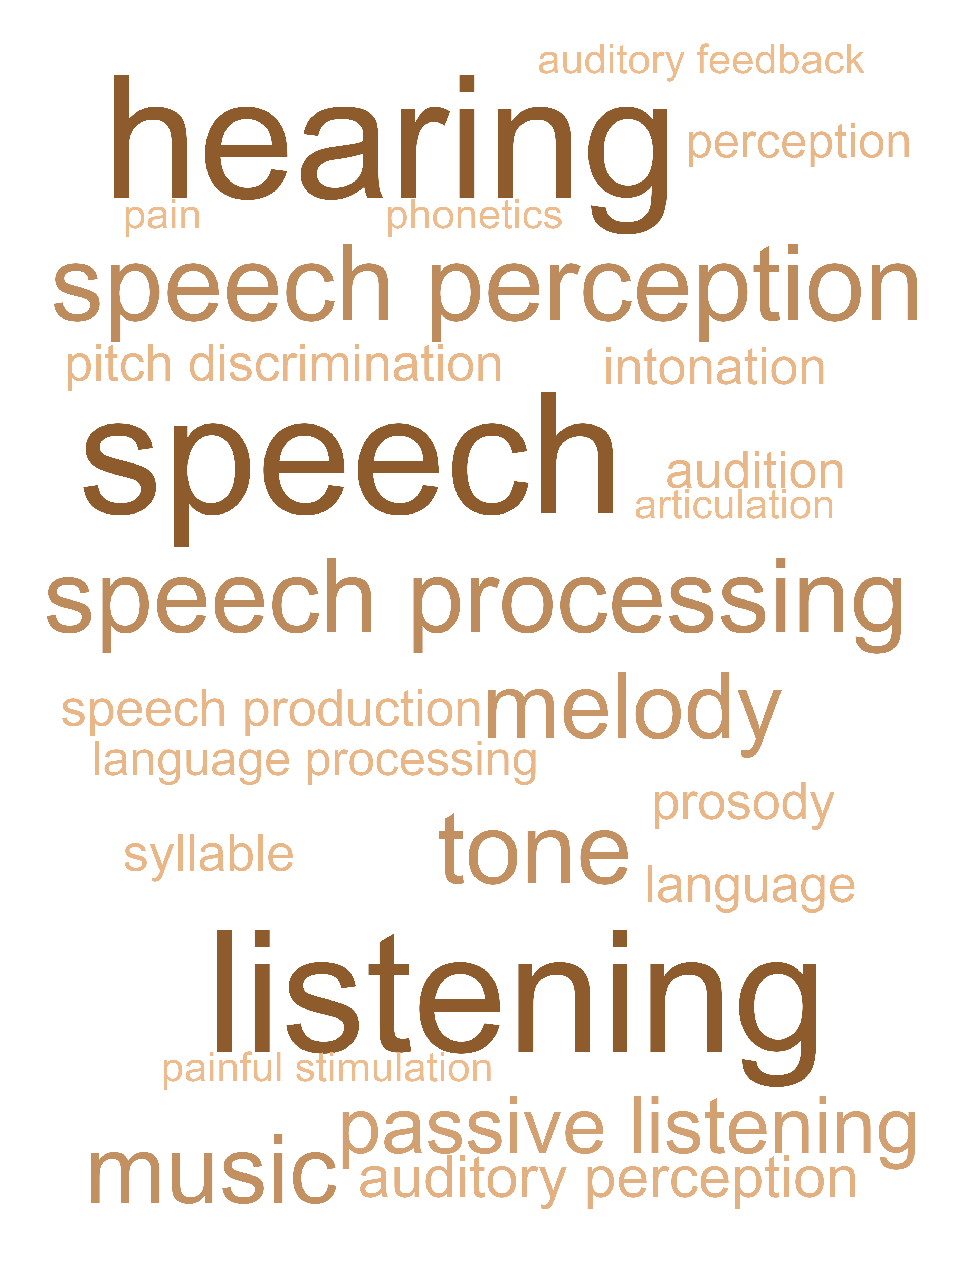 auditory feedback
hearing
perception
pain
phonetics
speech perception
pitch discrimination
intonation
speech
audition
articulation
speech processing
melody
speech production
language processing
prosody
tone
syllable
language
listening
painful stimulation
passive listening
music
auditory perception